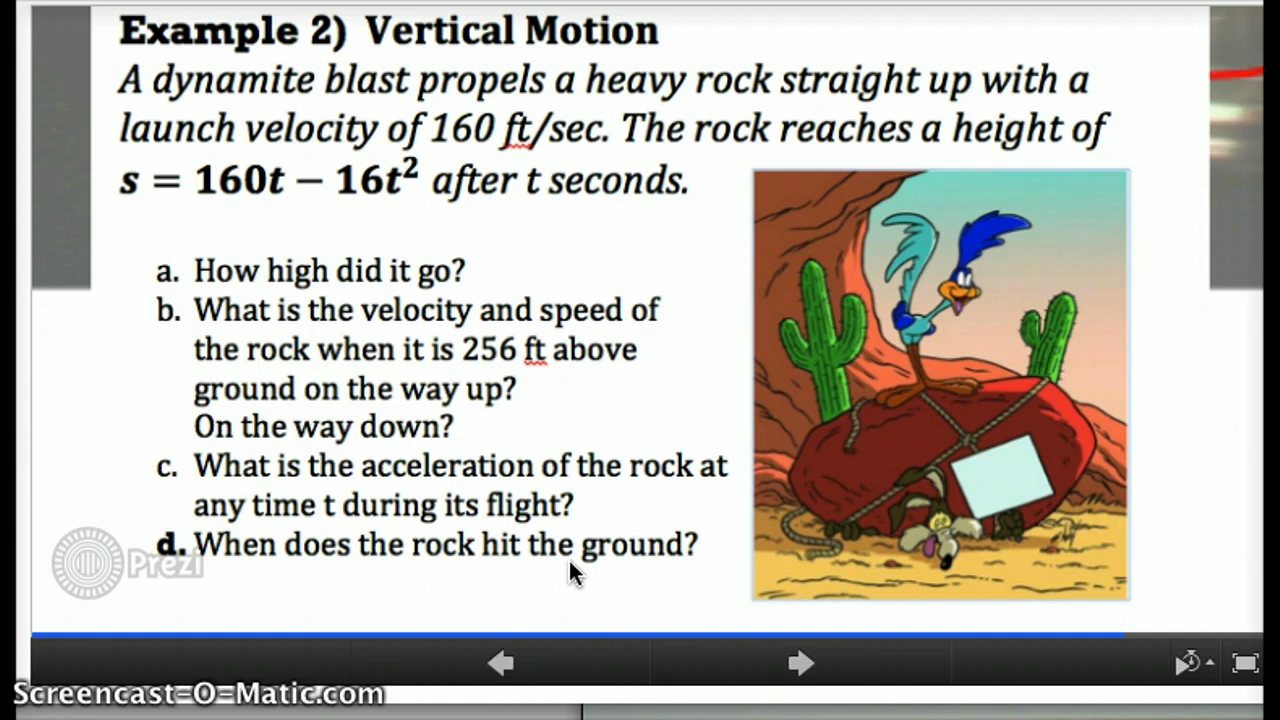 Example 2) Vertical Motion
A dynamite blast propels a heavy rock straight up with a
launch velocity of 160 ft/sec. The rock reaches a height of
s = 160t − 16t² after t seconds.
a. How high did it go?
b. What is the velocity and speed of
the rock when it is 256 ft above
ground on the way up?
On the way down?
c. What is the acceleration of the rock at
any time t during its flight?
d. When does the rock hit the ground?
Prezi
Screencast-O-Matic.com